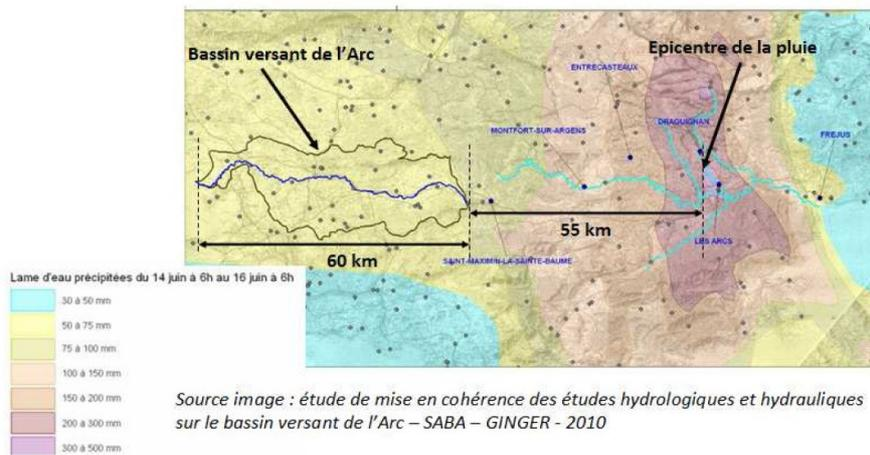 Bassin versant de l'Arc
Epicentre de la pluie
ENTRECASTEAUX
DRAGUIGNAN
MONTFORT-SUR-ARGENS
FREJUS
55 km
60 km
SAINT-MAXIMIN-LA-SAINTE-BAUME
LES ARCS
Lame d'eau précipitées du 14 juin à 6h au 16 juin à 6h
30 à 50 mm
50 à 75 mm
75 à 100 mm
100 à 150 mm
150 à 200 mm
200 à 300 mm
300 à 500 mm
Source image : étude de mise en cohérence des études hydrologiques et hydrauliques
sur le bassin versant de l'Arc – SABA – GINGER - 2010